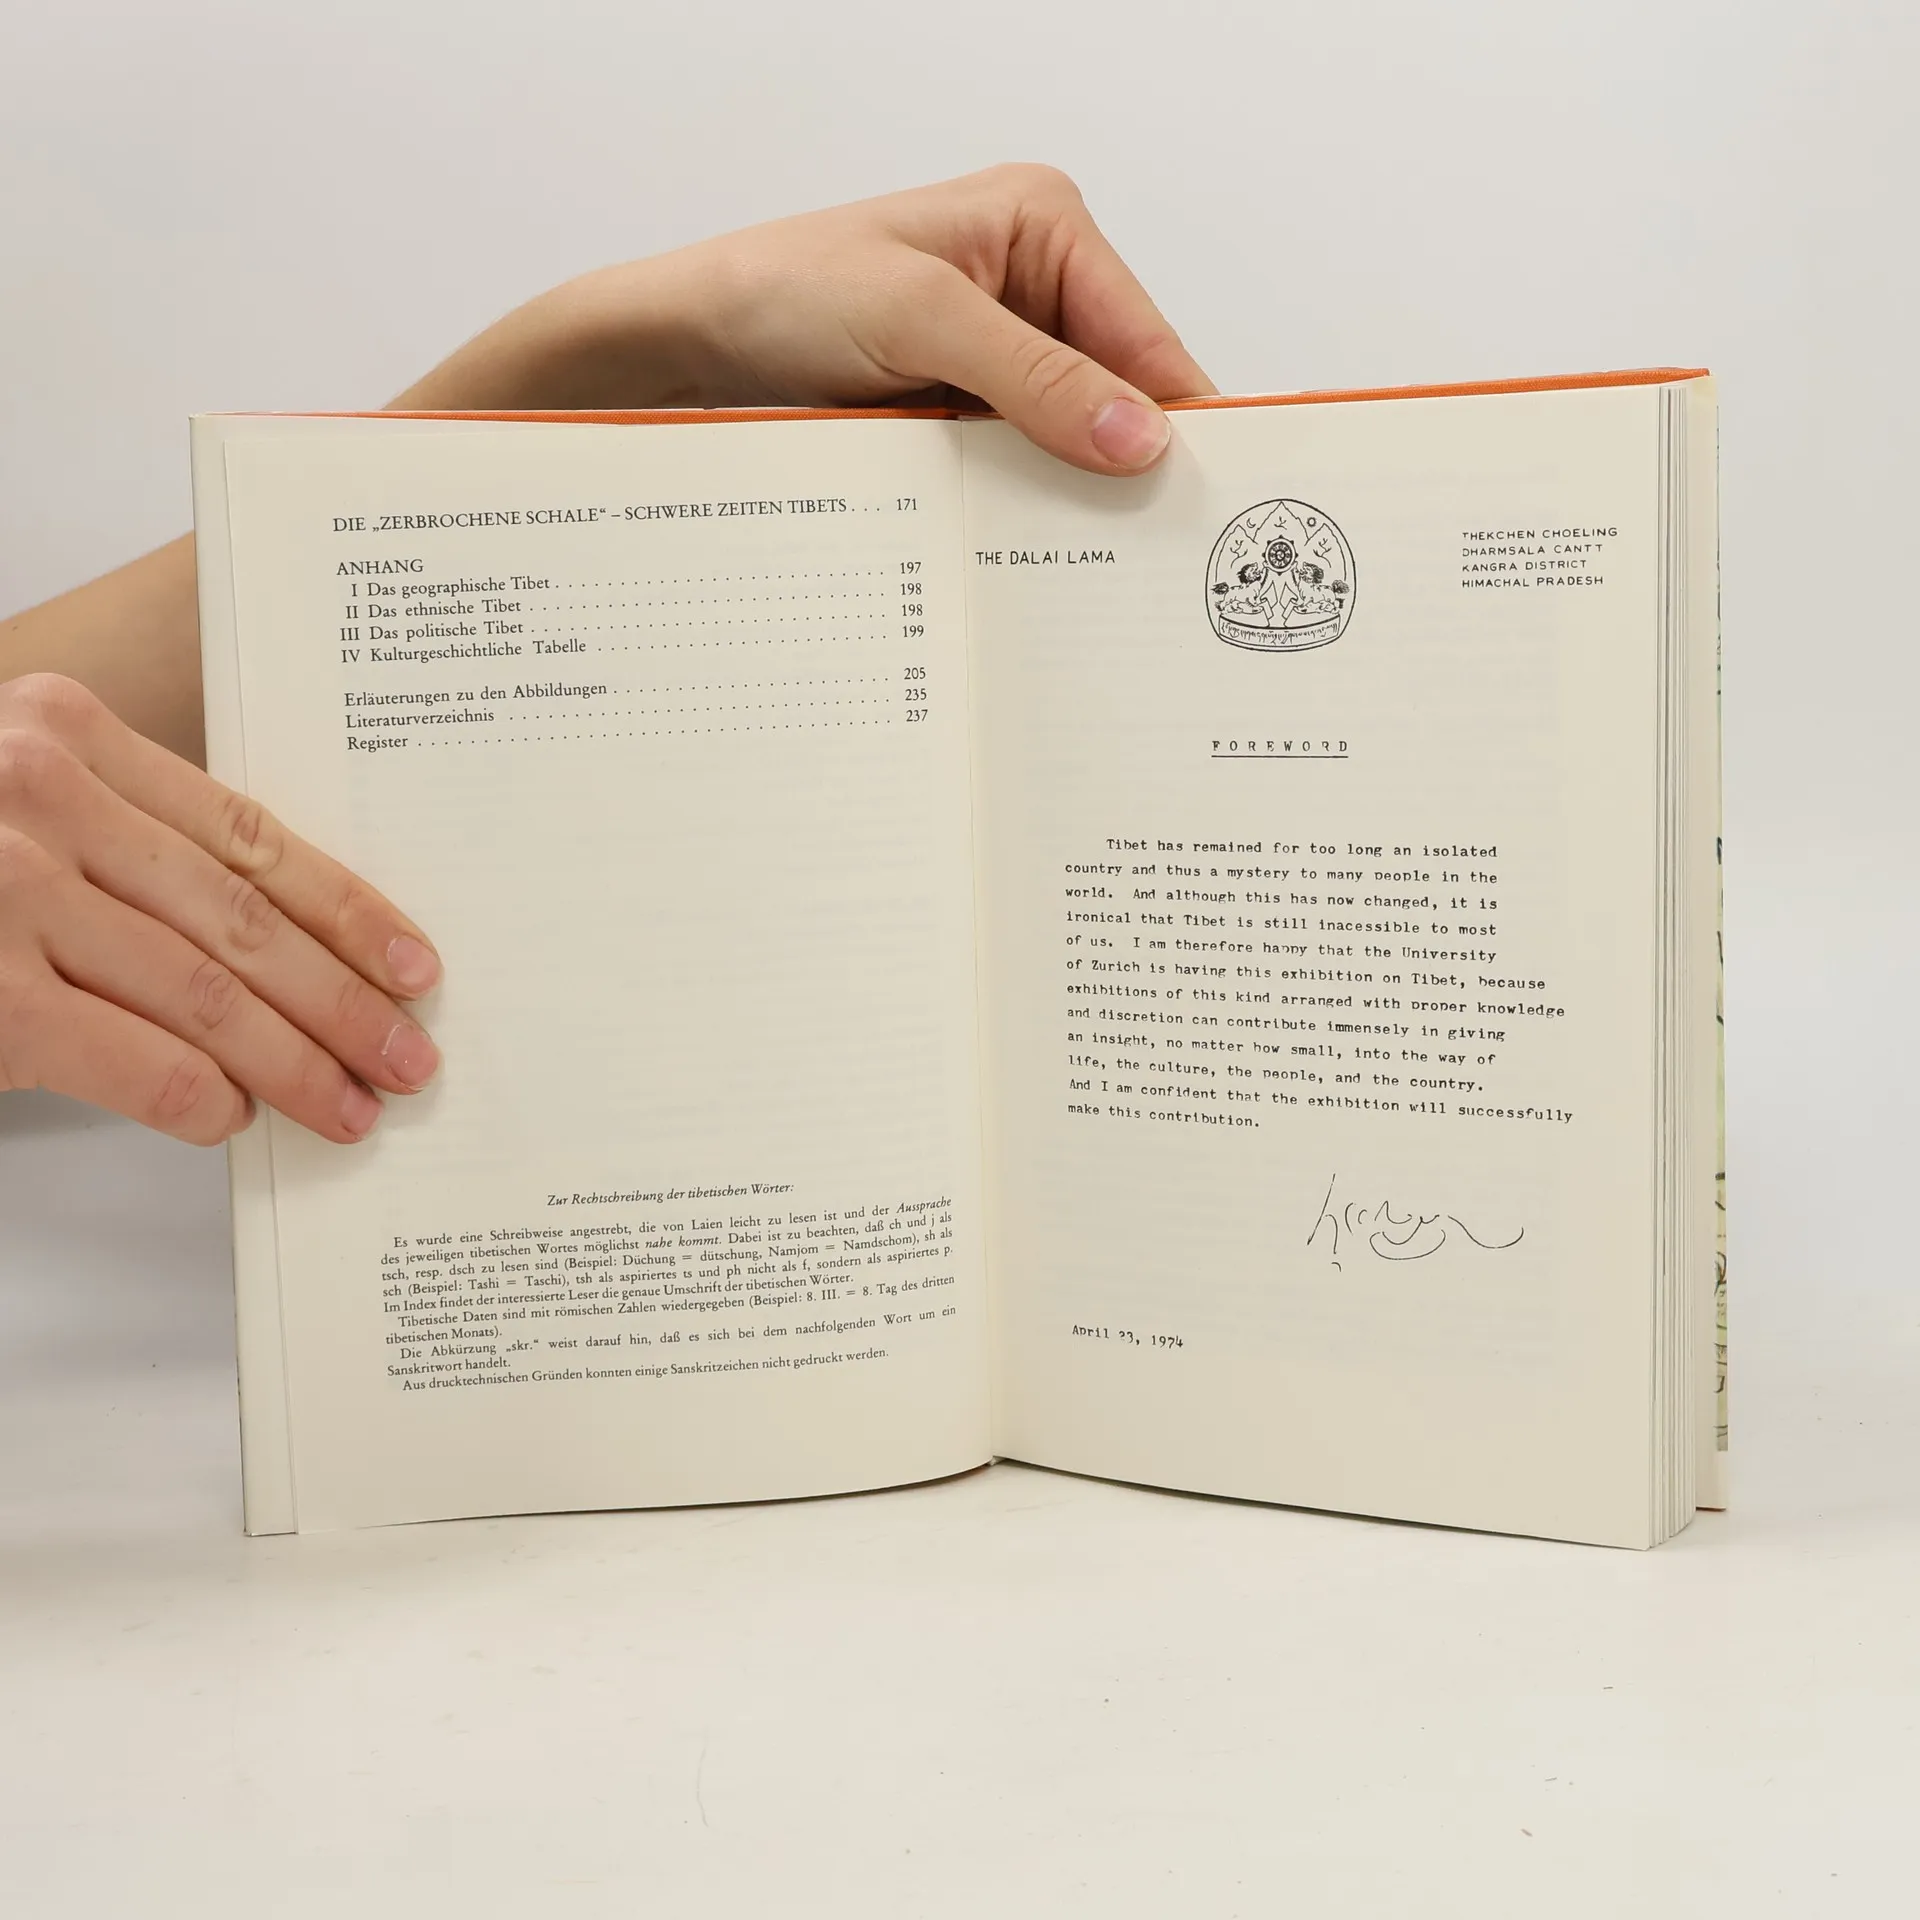 DIE „ZERBROCHENE SCHALE“ – SCHWERE ZEITEN TIBETS . . . 171
ANHANG
I Das geographische Tibet . . . . . . . . . . . . . . . . . . . . . . . . . . 197
II Das ethnische Tibet . . . . . . . . . . . . . . . . . . . . . . . . . . . . 198
III Das politische Tibet . . . . . . . . . . . . . . . . . . . . . . . . . . . . 198
IV Kulturgeschichtliche Tabelle . . . . . . . . . . . . . . . . . . . . . . . 199
Erläuterungen zu den Abbildungen . . . . . . . . . . . . . . . . . . . . . . 205
Literaturverzeichnis . . . . . . . . . . . . . . . . . . . . . . . . . . . . . . 235
Register . . . . . . . . . . . . . . . . . . . . . . . . . . . . . . . . . . . . . 237
Zur Rechtschreibung der tibetischen Wörter:
Es wurde eine Schreibweise angestrebt, die von Laien leicht zu lesen ist und der Aussprache
des jeweiligen tibetischen Wortes möglichst nahe kommt. Dabei ist zu beachten, daß ch und j als
tsch, resp. dsch zu lesen sind (Beispiel: Düchung = dütschung, Namjom = Namdschom), sh als
sch (Beispiel: Tashi = Taschi), tsh als aspiriertes ts und ph nicht als f, sondern als aspiriertes p.
Im Index findet der interessierte Leser die genaue Umschrift der tibetischen Wörter.
Tibetische Daten sind mit römischen Zahlen wiedergegeben (Beispiel: 8. III. = 8. Tag des dritten
tibetischen Monats).
Die Abkürzung „skr.“ weist darauf hin, daß es sich bei dem nachfolgenden Wort um ein
Sanskritwort handelt.
Aus drucktechnischen Gründen konnten einige Sanskritzeichen nicht gedruckt werden.
THE DALAI LAMA
THEKCHEN CHOELING
DHARMSALA CANTT
KANGRA DISTRICT
HIMACHAL PRADESH
FOREWORD
Tibet has remained for too long an isolated
country and thus a mystery to many people in the
world. And although this has now changed, it is
ironical that Tibet is still inacessible to most
of us. I am therefore happy that the University
of Zurich is having this exhibition on Tibet, because
exhibitions of this kind arranged with proper knowledge
and discretion can contribute immensely in giving
an insight, no matter how small, into the way of
life, the culture, the people, and the country.
And I am confident that the exhibition will successfully
make this contribution.
April 23, 1974